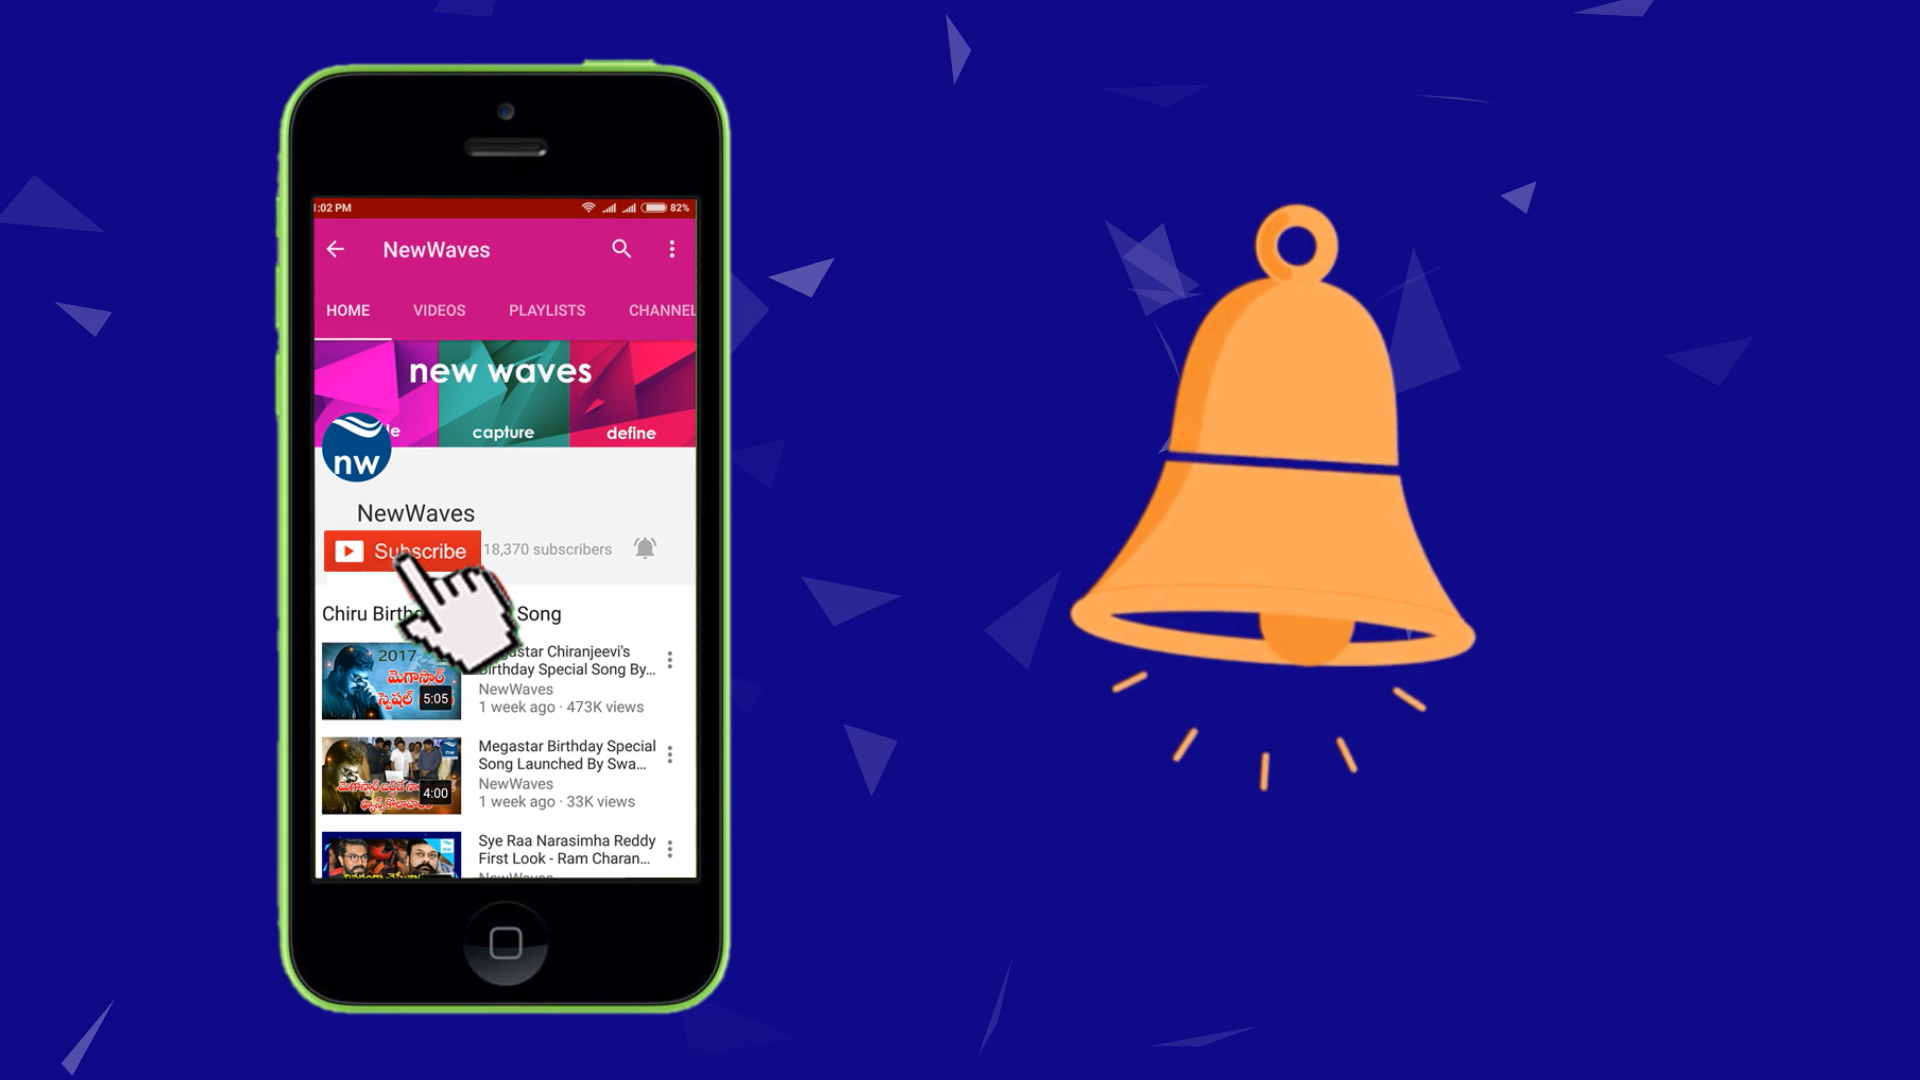 1:02 PM
82%
NewWaves
HOME
VIDEOS
PLAYLISTS
CHANNEL
new waves
capture
define
nw
NewWaves
Subscribe
18,370 subscribers
Chiru
Song
2017
మెగాస్టార్
స్పెషల్
5:05
Chiranjeevi's
Birthday Special Song By...
NewWaves
1 week ago · 473K views
4:00
Megastar Birthday Special
Song Launched By Swa...
NewWaves
1 week ago · 33K views
Sye Raa Narasimha Reddy
First Look - Ram Charan...
NewWaves